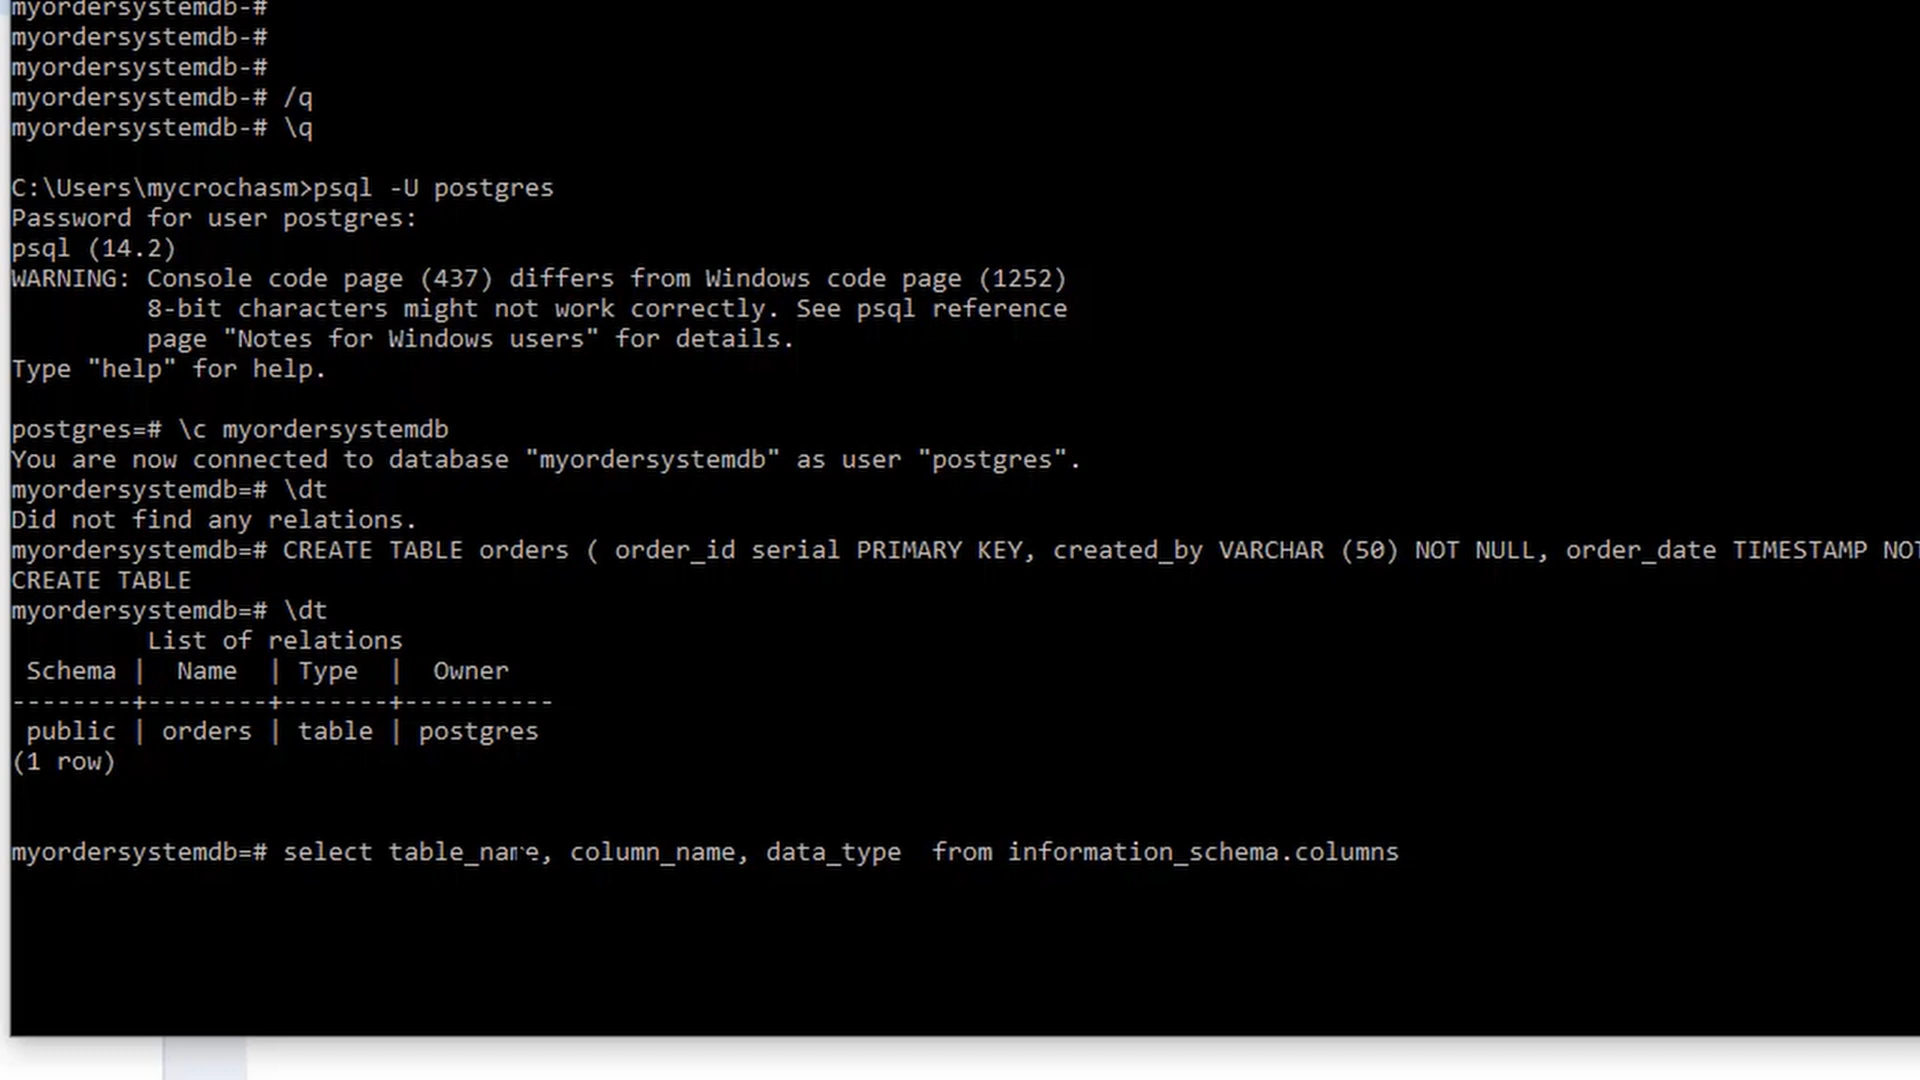 myordersystemdb-#
myordersystemdb-#
myordersystemdb-#
myordersystemdb-# /q
myordersystemdb-# \q
C:\Users\mycrochasm>psql -U postgres
Password for user postgres:
psql (14.2)
WARNING: Console code page (437) differs from Windows code page (1252)
         8-bit characters might not work correctly. See psql reference
         page "Notes for Windows users" for details.
Type "help" for help.
postgres=# \c myordersystemdb
You are now connected to database "myordersystemdb" as user "postgres".
myordersystemdb=# \dt
Did not find any relations.
myordersystemdb=# CREATE TABLE orders ( order_id serial PRIMARY KEY, created_by VARCHAR (50) NOT NULL, order_date TIMESTAMP NOT
CREATE TABLE
myordersystemdb=# \dt
         List of relations
 Schema |  Name  | Type  |  Owner
--------+--------+-------+----------
 public | orders | table | postgres
(1 row)
myordersystemdb=# select table_name, column_name, data_type  from information_schema.columns